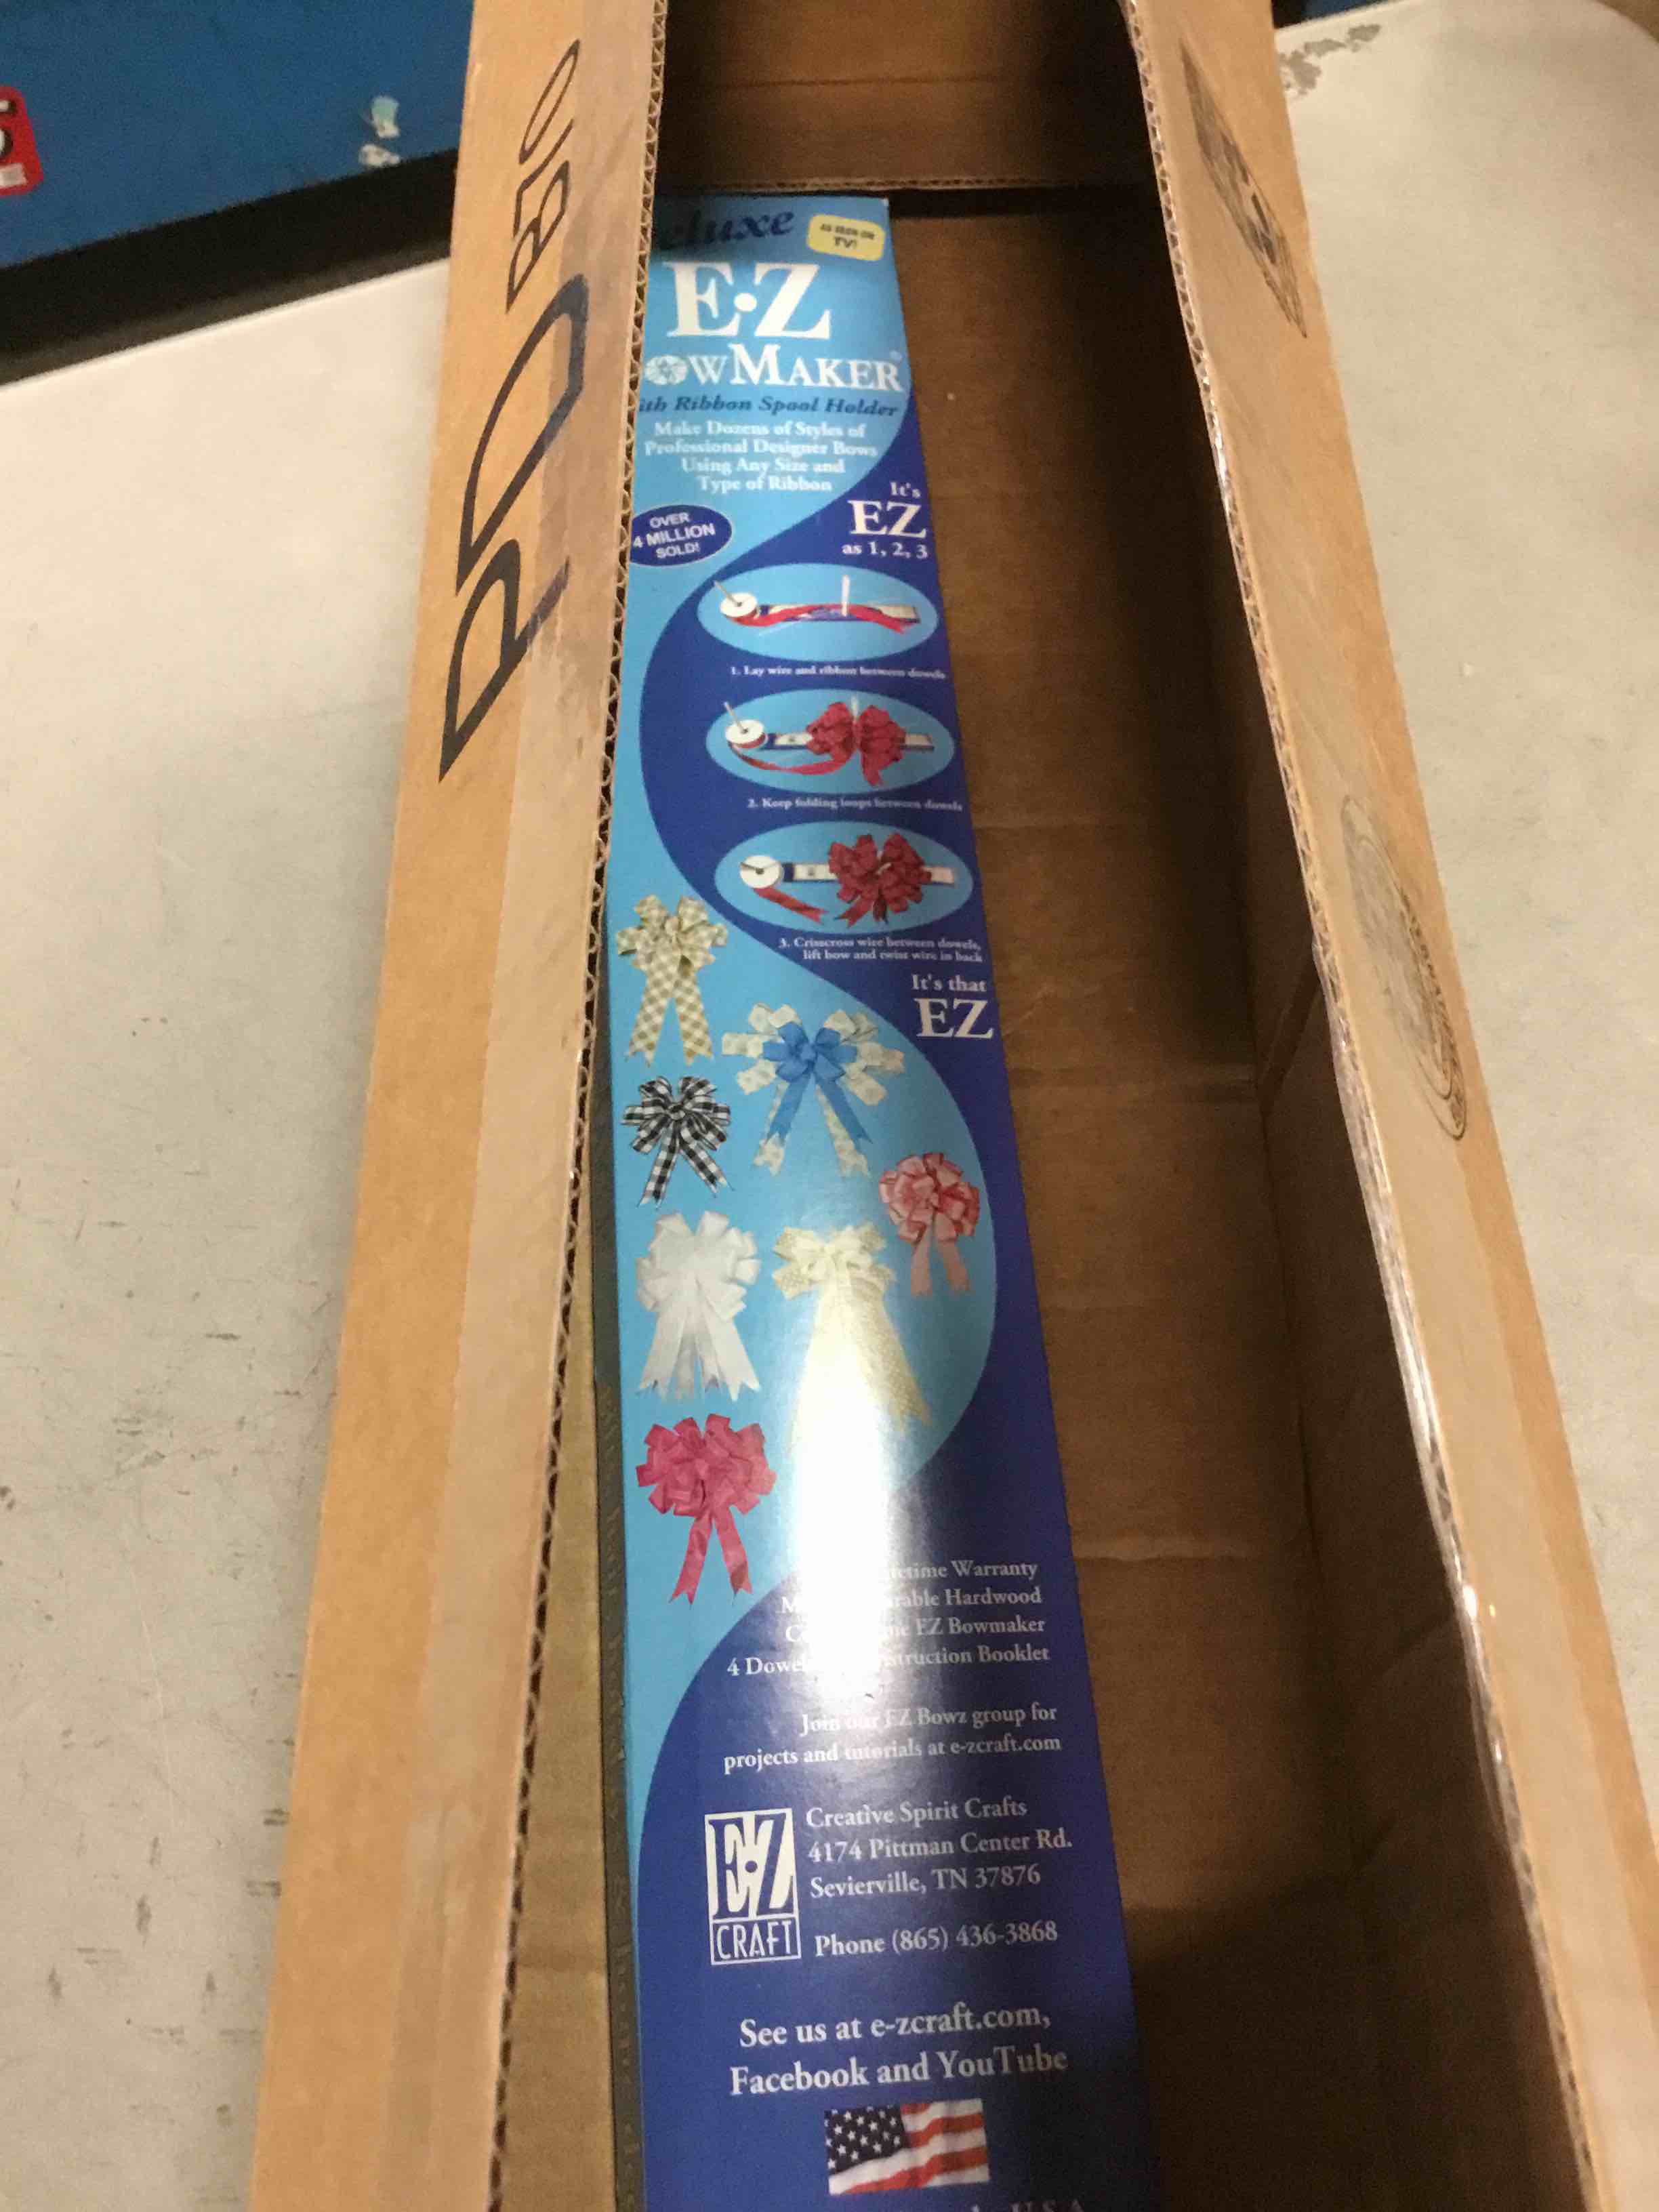 eluxe
AS SEEN ON
TV!
E·Z
OWMAKER®
ith Ribbon Spool Holder
Make Dozens of Styles of
Professional Designer Bows
Using Any Size and
Type of Ribbon
OVER
4 MILLION
SOLD!
It's
EZ
as 1, 2, 3
1. Lay wire and ribbon between dowels
2. Keep folding loops between dowels
3. Crisscross wire between dowels,
lift bow and twist wire in back
It's that
EZ
etime Warranty
rable Hardwood
EZ Bowmaker
4 Dowe struction Booklet
Join our EZ Bowz group for
projects and tutorials at e-zcraft.com
E·Z
CRAFT
Creative Spirit Crafts
4174 Pittman Center Rd.
Sevierville, TN 37876
Phone (865) 436-3868
See us at e-zcraft.com,
Facebook and YouTube
U.S.A